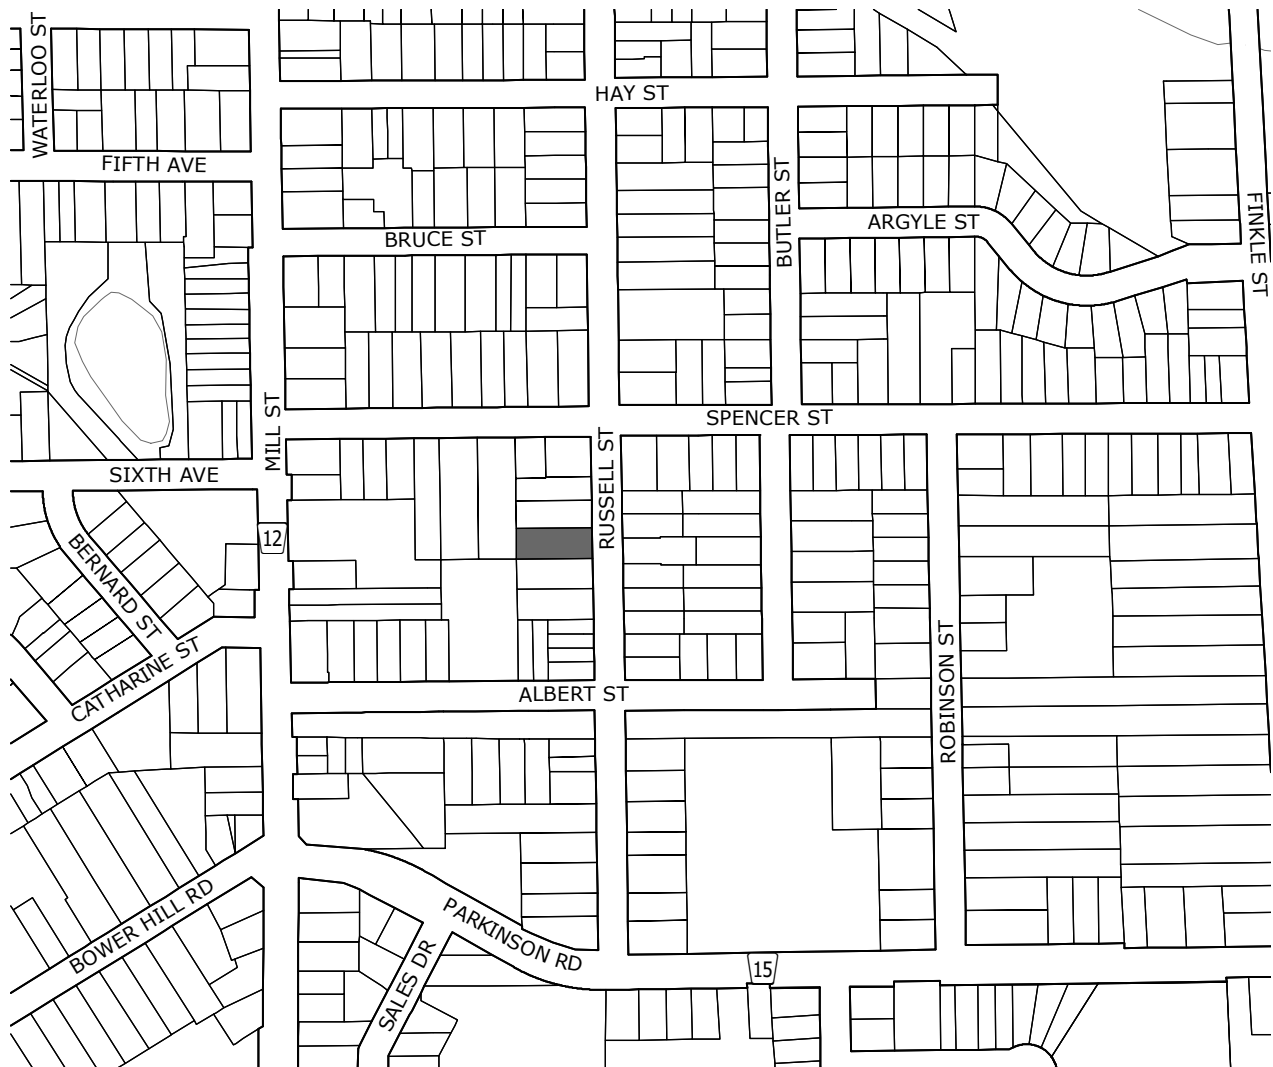 WATERLOO ST
HAY ST
FIFTH AVE
BUTLER ST
FINKLE ST
ARGYLE ST
BRUCE ST
MILL ST
SPENCER ST
RUSSELL ST
SIXTH AVE
12
BERNARD ST
CATHARINE ST
ROBINSON ST
ALBERT ST
BOWER HILL RD
PARKINSON RD
SALES DR
15